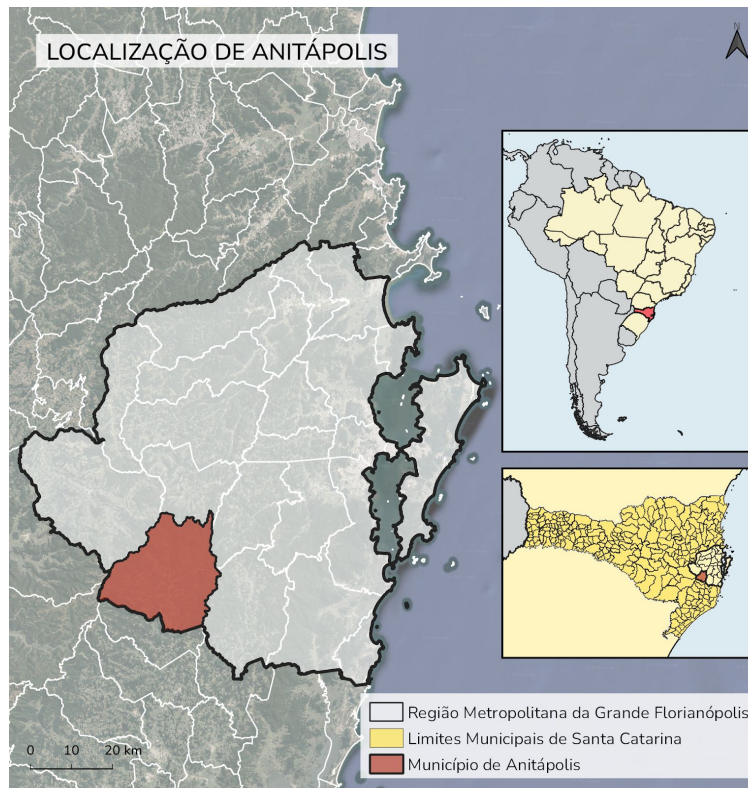 LOCALIZAÇÃO DE ANITÁPOLIS
N
Região Metropolitana da Grande Florianópolis
Limites Municipais de Santa Catarina
Município de Anitápolis
0 10 20 km